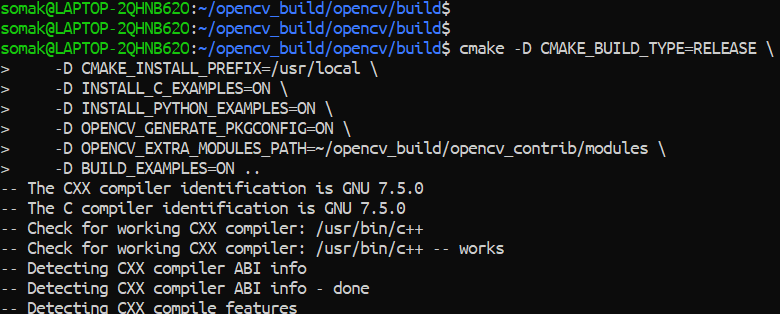 somak@LAPTOP-2QHNB62O:~/opencv_build/opencv/build$
somak@LAPTOP-2QHNB62O:~/opencv_build/opencv/build$
somak@LAPTOP-2QHNB62O:~/opencv_build/opencv/build$ cmake -D CMAKE_BUILD_TYPE=RELEASE \
>     -D CMAKE_INSTALL_PREFIX=/usr/local \
>     -D INSTALL_C_EXAMPLES=ON \
>     -D INSTALL_PYTHON_EXAMPLES=ON \
>     -D OPENCV_GENERATE_PKGCONFIG=ON \
>     -D OPENCV_EXTRA_MODULES_PATH=~/opencv_build/opencv_contrib/modules \
>     -D BUILD_EXAMPLES=ON ..
-- The CXX compiler identification is GNU 7.5.0
-- The C compiler identification is GNU 7.5.0
-- Check for working CXX compiler: /usr/bin/c++
-- Check for working CXX compiler: /usr/bin/c++ -- works
-- Detecting CXX compiler ABI info
-- Detecting CXX compiler ABI info - done
-- Detecting CXX compile features